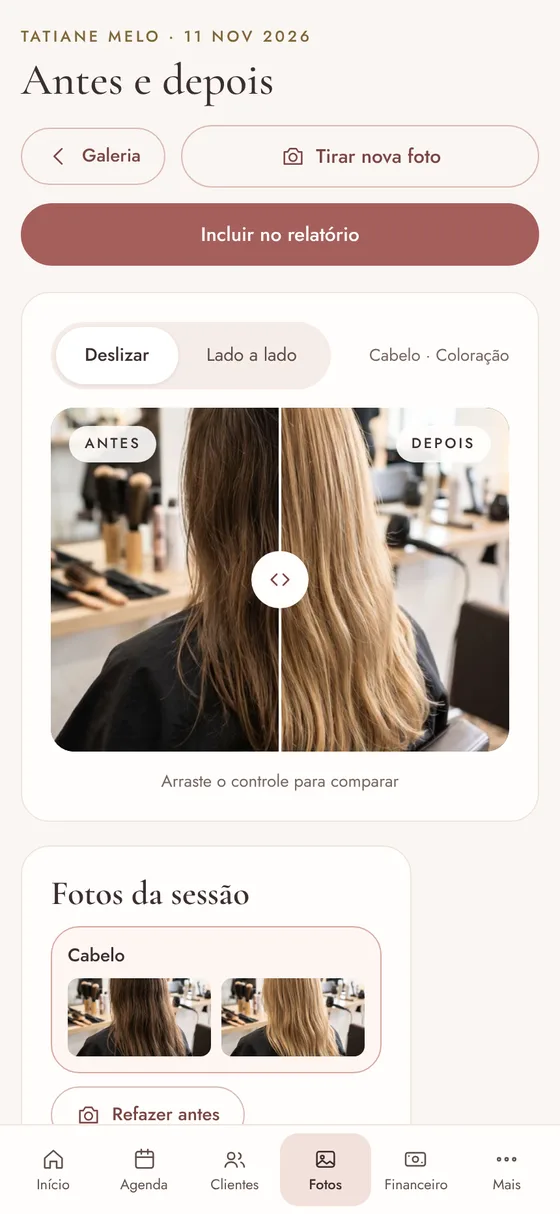 TATIANE MELO · 11 NOV 2026
Antes e depois
Galeria
Tirar nova foto
Incluir no relatório
Deslizar
Lado a lado
Cabelo · Coloração
ANTES
DEPOIS
Arraste o controle para comparar
Fotos da sessão
Cabelo
Refazer antes
Início
Agenda
Clientes
Fotos
Financeiro
Mais